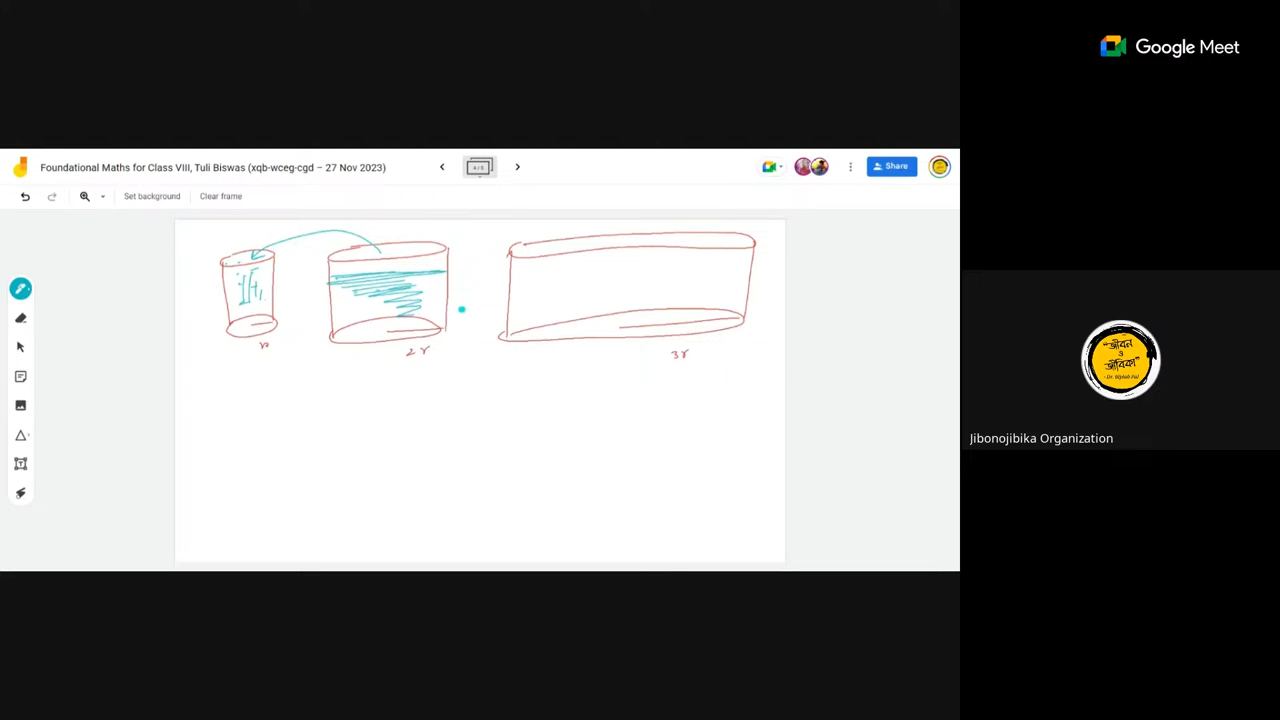 Google Meet
Foundational Maths for Class VIII, Tuli Biswas (xqb-wceg-cgd – 27 Nov 2023)
Share
Set background
Clear frame
2r
3r
"জীবন
ও
জীবিকা"
Jibonojibika Organization